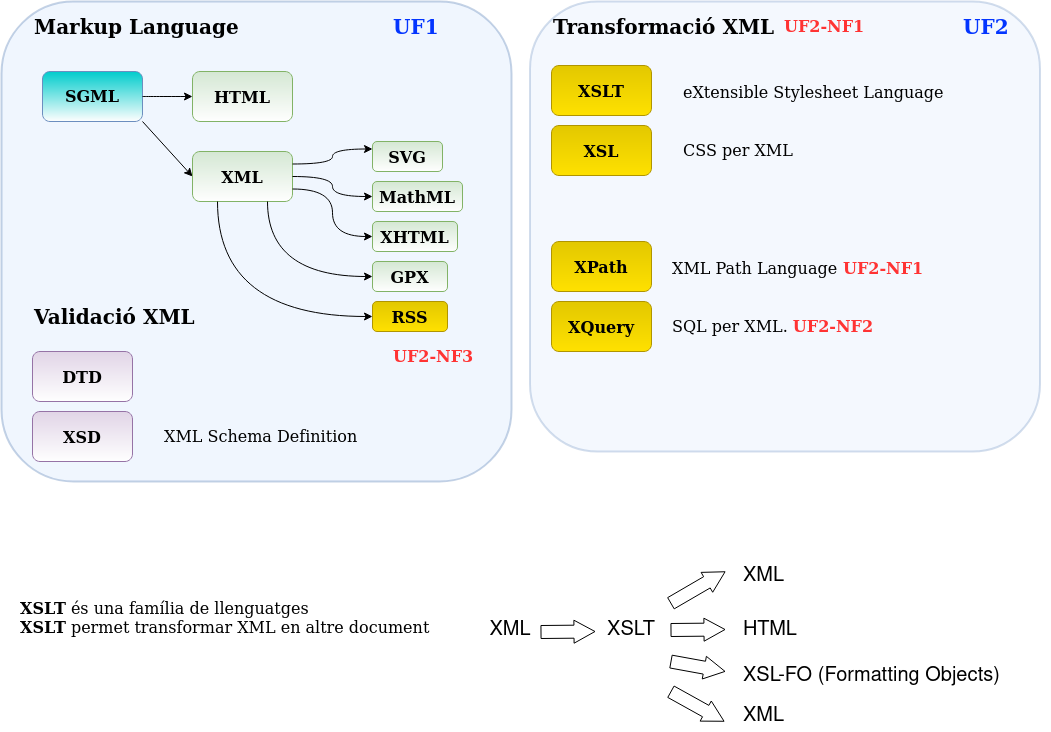 Markup Language
UF1
SGML
HTML
XML
SVG
MathML
XHTML
GPX
RSS
UF2-NF3
Validació XML
DTD
XSD
XML Schema Definition
Transformació XML UF2-NF1
UF2
XSLT
eXtensible Stylesheet Language
XSL
CSS per XML
XPath
XML Path Language UF2-NF1
XQuery
SQL per XML. UF2-NF2
XSLT és una família de llenguatges
XSLT permet transformar XML en altre document
XML
XSLT
XML
HTML
XSL-FO (Formatting Objects)
XML